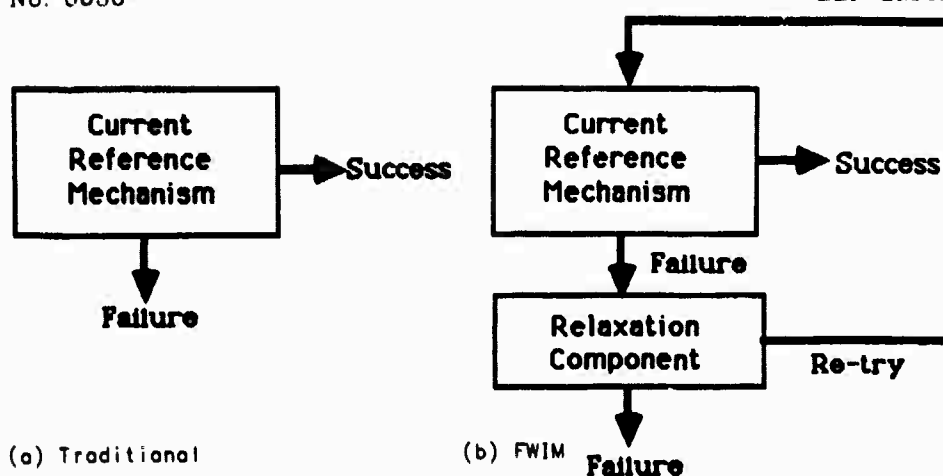 Current
Reference
Mechanism
Success
Failure
(a) Traditional
Current
Reference
Mechanism
Success
Failure
Relaxation
Component
Re-try
Failure
(b) FWIM